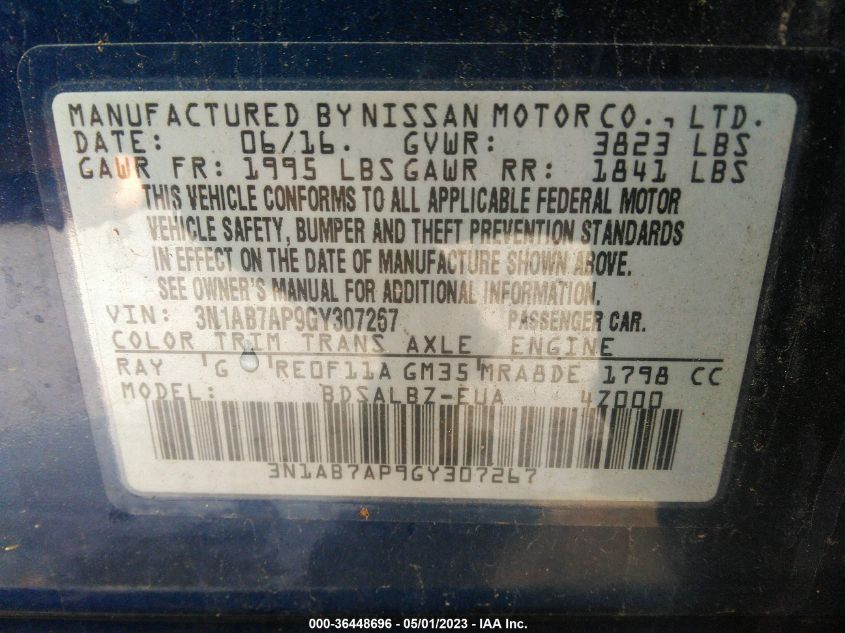 MANUFACTURED BY NISSAN MOTOR CO., LTD.
DATE: 06/16. GVWR: 3823 LBS
GAWR FR: 1995 LBS GAWR RR: 1841 LBS
THIS VEHICLE CONFORMS TO ALL APPLICABLE FEDERAL MOTOR
VEHICLE SAFETY, BUMPER AND THEFT PREVENTION STANDARDS
IN EFFECT ON THE DATE OF MANUFACTURE SHOWN ABOVE.
SEE OWNER'S MANUAL FOR ADDITIONAL INFORMATION.
VIN: 3N1AB7AP9GY307267 PASSENGER CAR.
COLOR TRIM TRANS AXLE ENGINE
RAY G RE0F11A GM35 MRA8DE 1798 CC
MODEL: BDSALBZ-EUA 4Z000
3N1AB7AP9GY307267
000-36448696 - 05/01/2023 - IAA Inc.